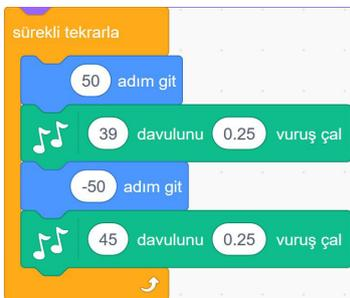 sürekli tekrarla
50 adım git
39 davulunu 0.25 vuruş çal
-50 adım git
45 davulunu 0.25 vuruş çal